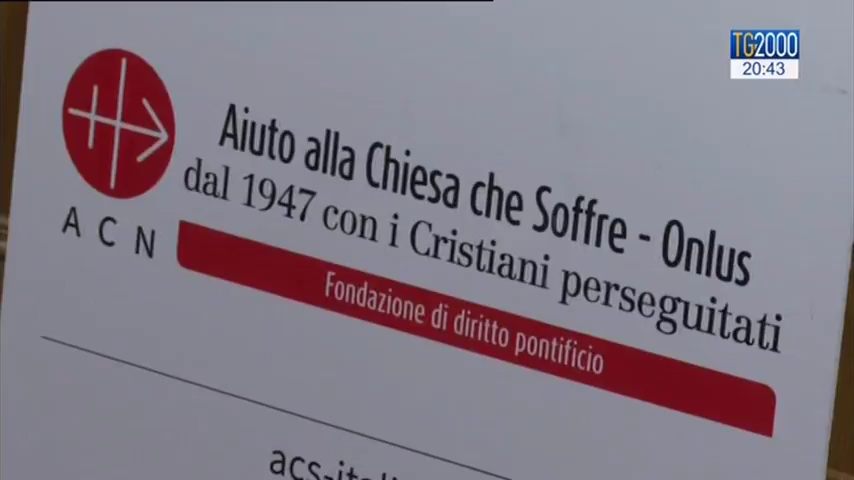 TG2000
20:43
Aiuto alla Chiesa che Soffre - Onlus
dal 1947 con i Cristiani perseguitati
ACN
Fondazione di diritto pontificio